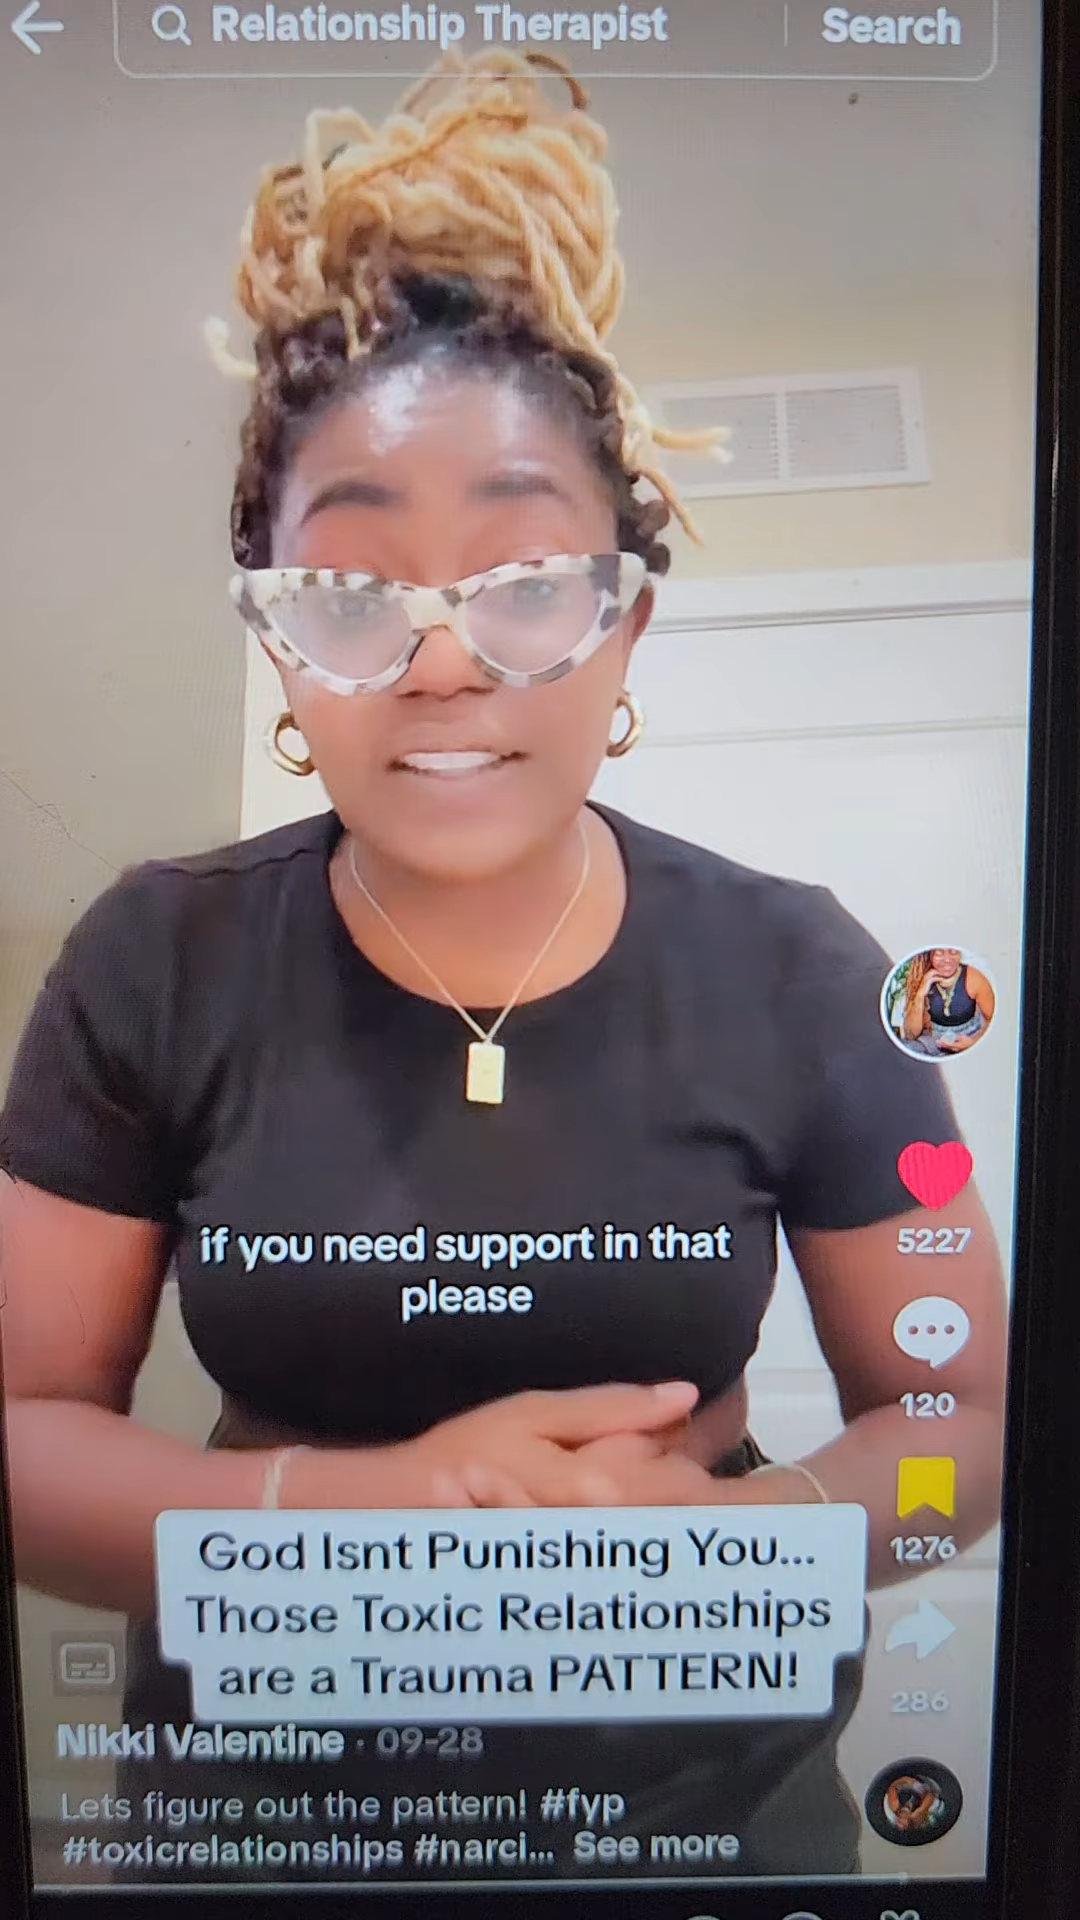 Relationship Therapist
Search
if you need support in that
please
5227
120
1276
God Isnt Punishing You...
Those Toxic Relationships
are a Trauma PATTERN!
286
Nikki Valentine · 09-28
Lets figure out the pattern! #fyp
#toxicrelationships #narci... See more